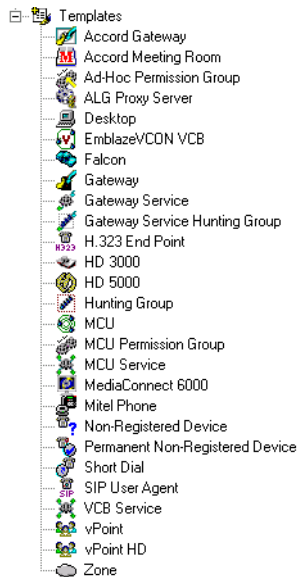 Templates
Accord Gateway
Accord Meeting Room
Ad-Hoc Permission Group
ALG Proxy Server
Desktop
EmblazeVCON VCB
Falcon
Gateway
Gateway Service
Gateway Service Hunting Group
H.323 End Point
HD 3000
HD 5000
Hunting Group
MCU
MCU Permission Group
MCU Service
MediaConnect 6000
Mitel Phone
Non-Registered Device
Permanent Non-Registered Device
Short Dial
SIP User Agent
VCB Service
vPoint
vPoint HD
Zone